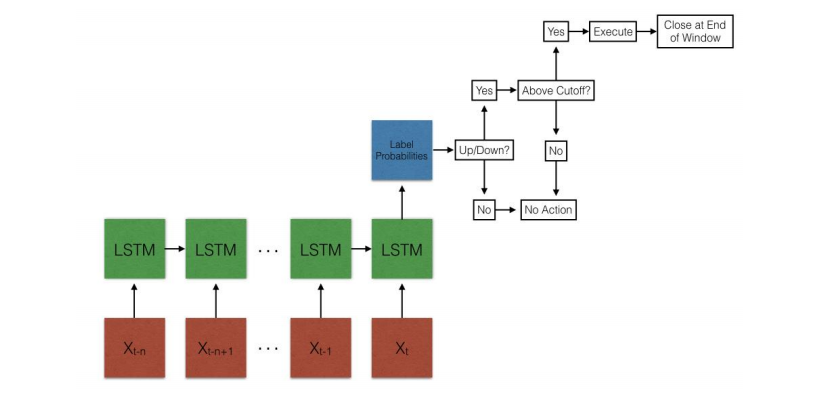 Yes
Execute
Close at End
of Window
Yes
Above Cutoff?
Label
Probabilities
Up/Down?
No
No
No Action
LSTM
LSTM
...
LSTM
LSTM
Xt-n
Xt-n+1
...
Xt-1
Xt